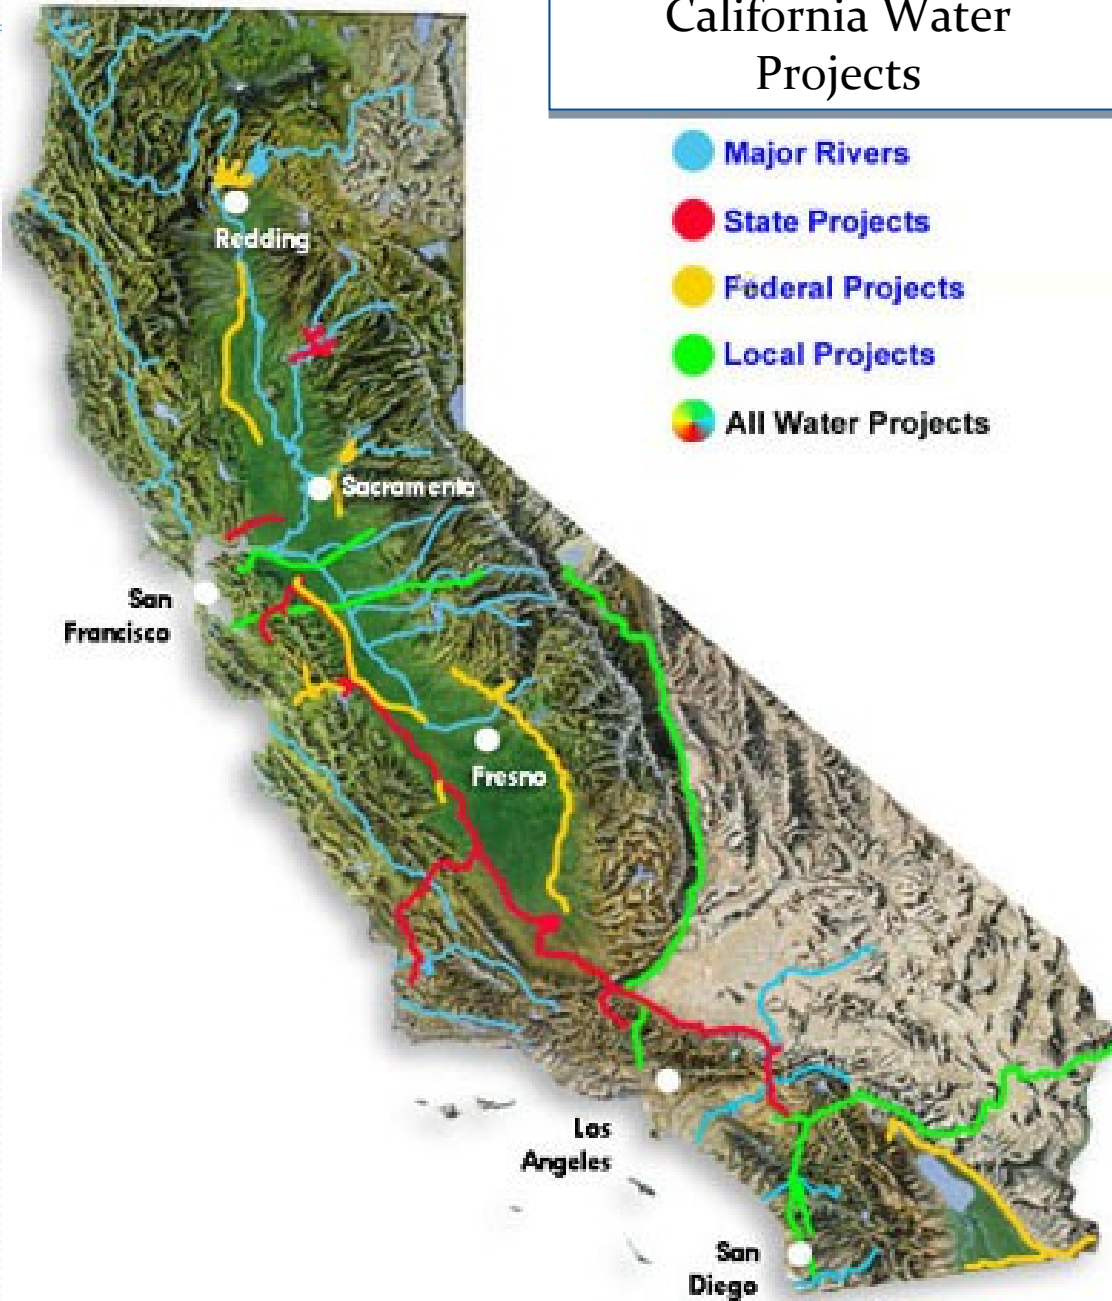 California Water
Projects
Major Rivers
State Projects
Federal Projects
Local Projects
All Water Projects
Redding
Sacramento
San
Francisco
Fresno
Los
Angeles
San
Diego